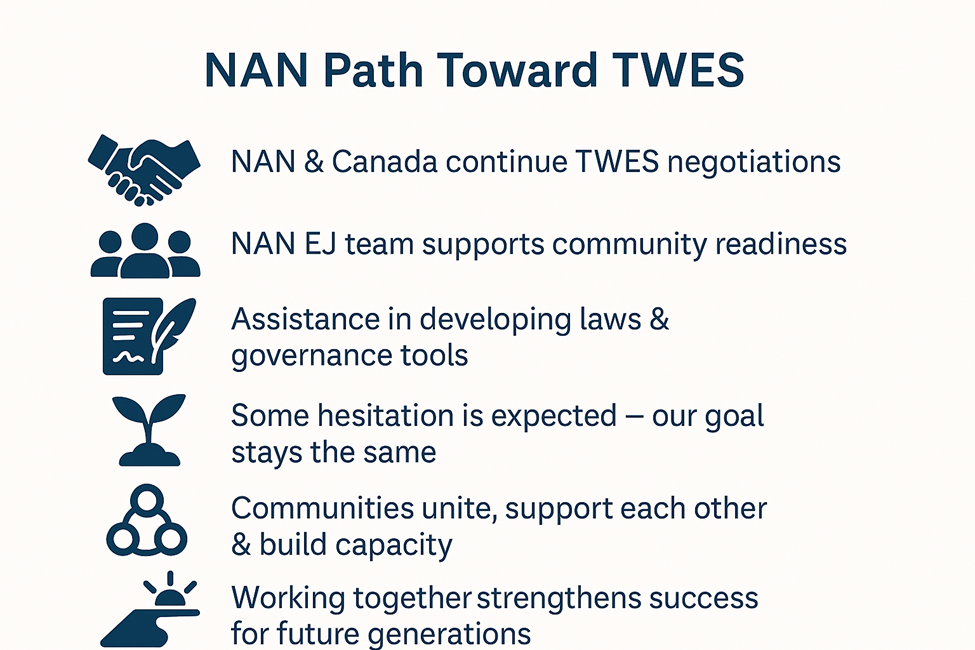 NAN Path Toward TWES
NAN & Canada continue TWES negotiations
NAN EJ team supports community readiness
Assistance in developing laws &
governance tools
Some hesitation is expected – our goal
stays the same
Communities unite, support each other
& build capacity
Working together strengthens success
for future generations